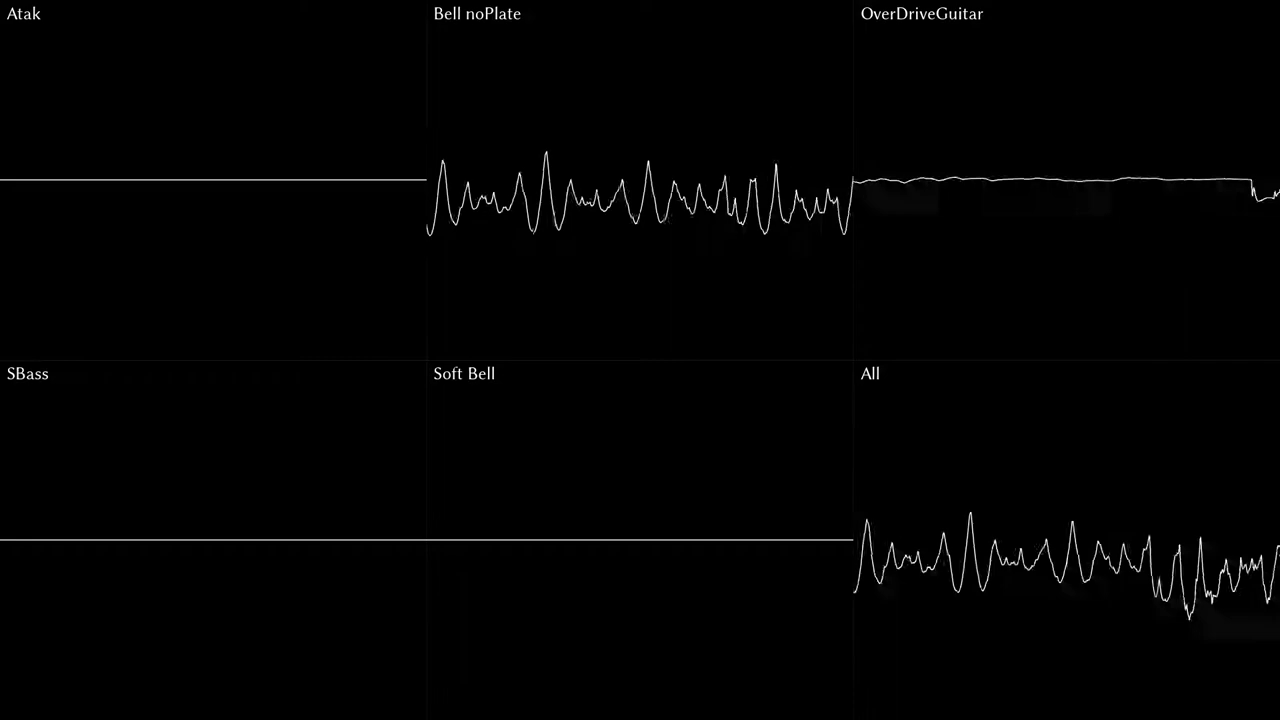 Atak
Bell noPlate
OverDriveGuitar
SBass
Soft Bell
All